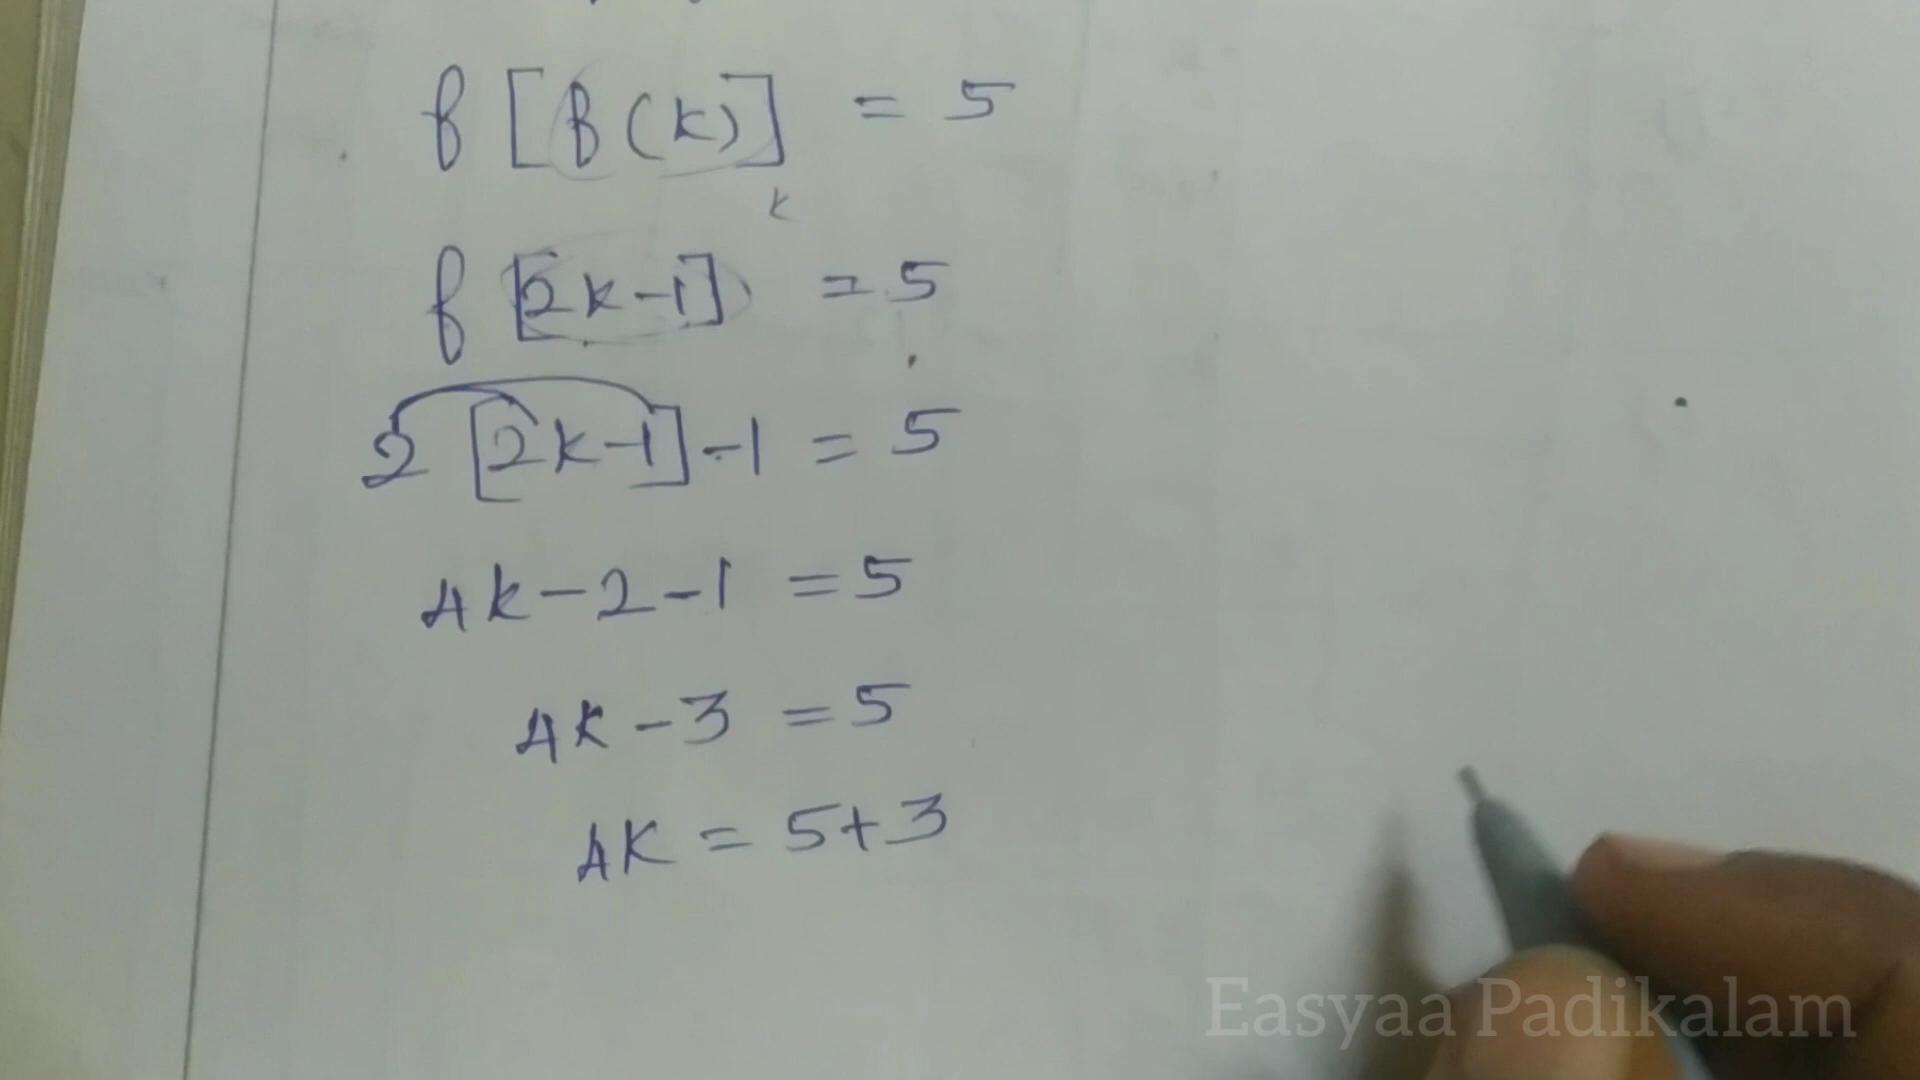 f [f(k)] = 5
k
f [2k-1] = 5
2 [2k-1] -1 = 5
4k-2-1 = 5
4k-3 = 5
4k = 5+3
Easyaa Padikalam